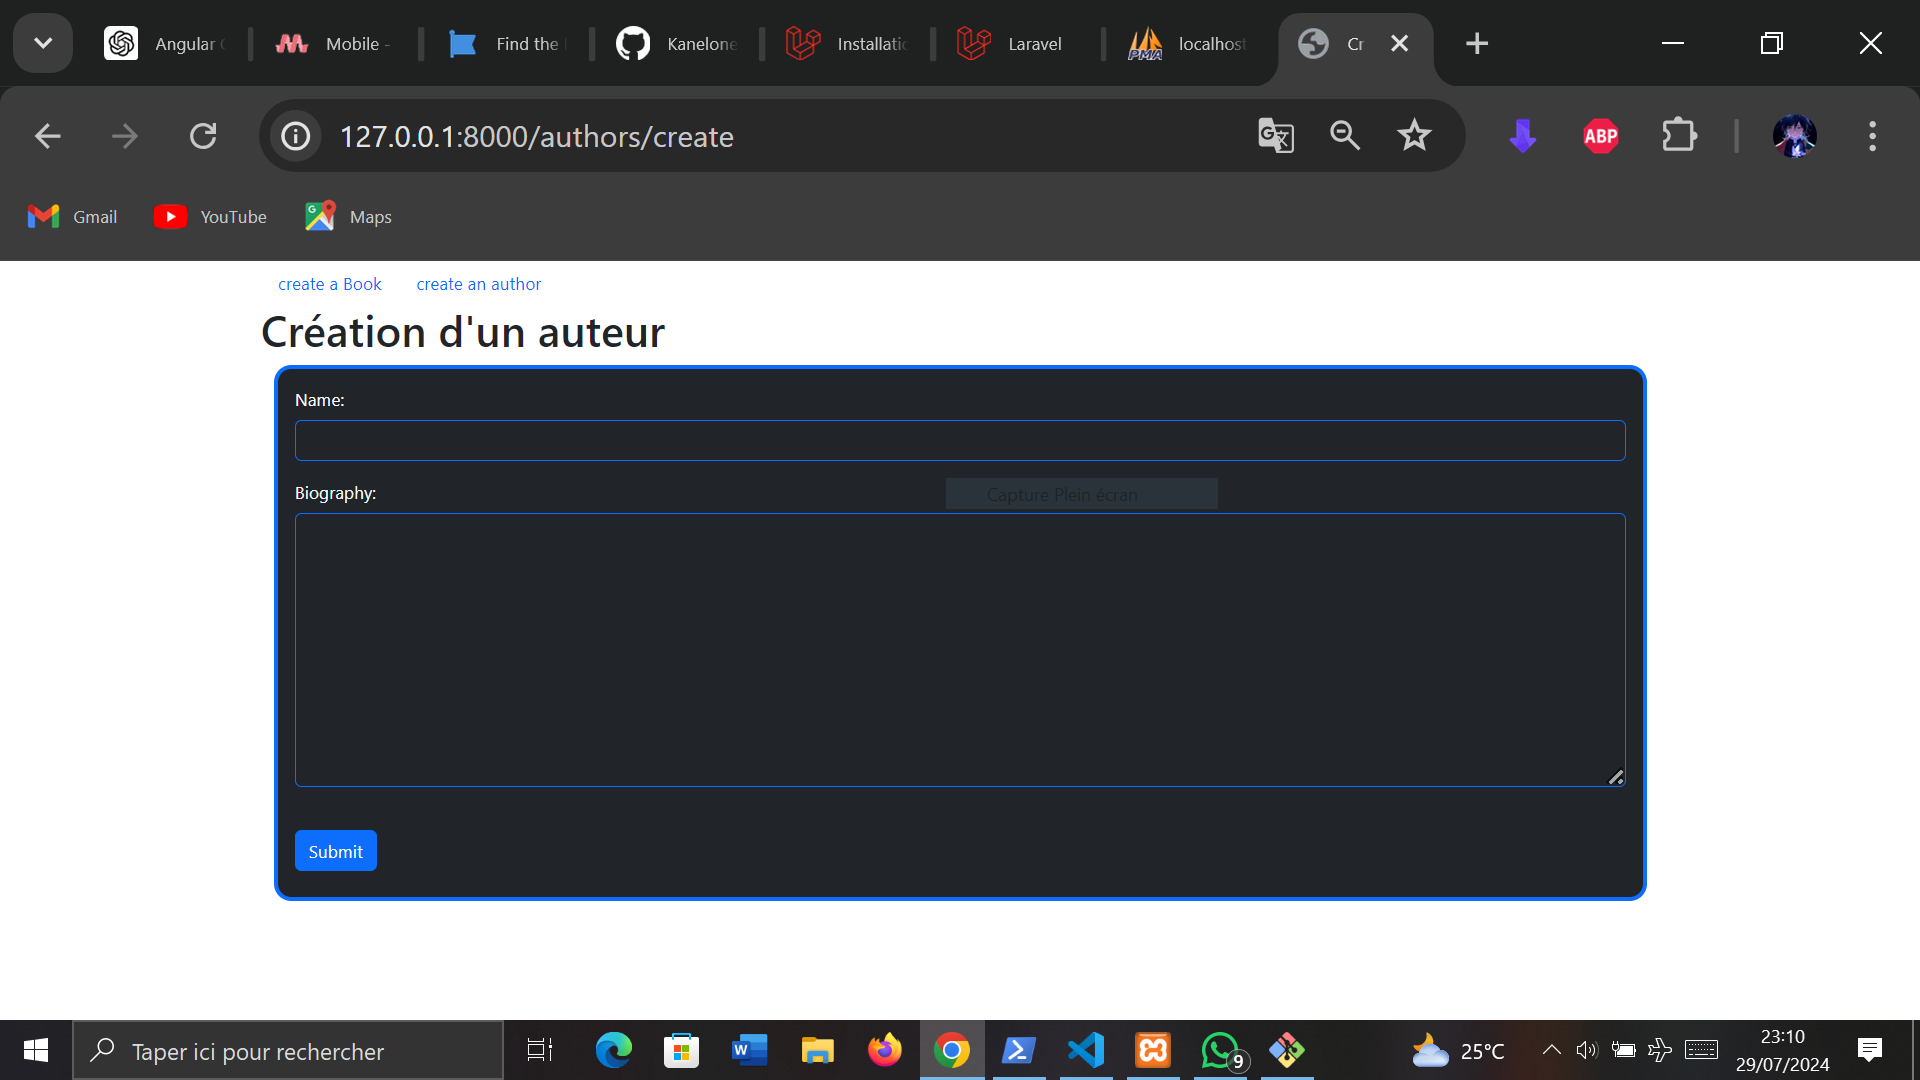 Angular
Mobile -
Find the
Kanelone
Installatio
Laravel
localhost
Cr
127.0.0.1:8000/authors/create
ABP
Gmail
YouTube
Maps
create a Book
create an author
Création d'un auteur
Name:
Biography:
Capture Plein écran
Submit
Taper ici pour rechercher
9
25°C
23:10
29/07/2024